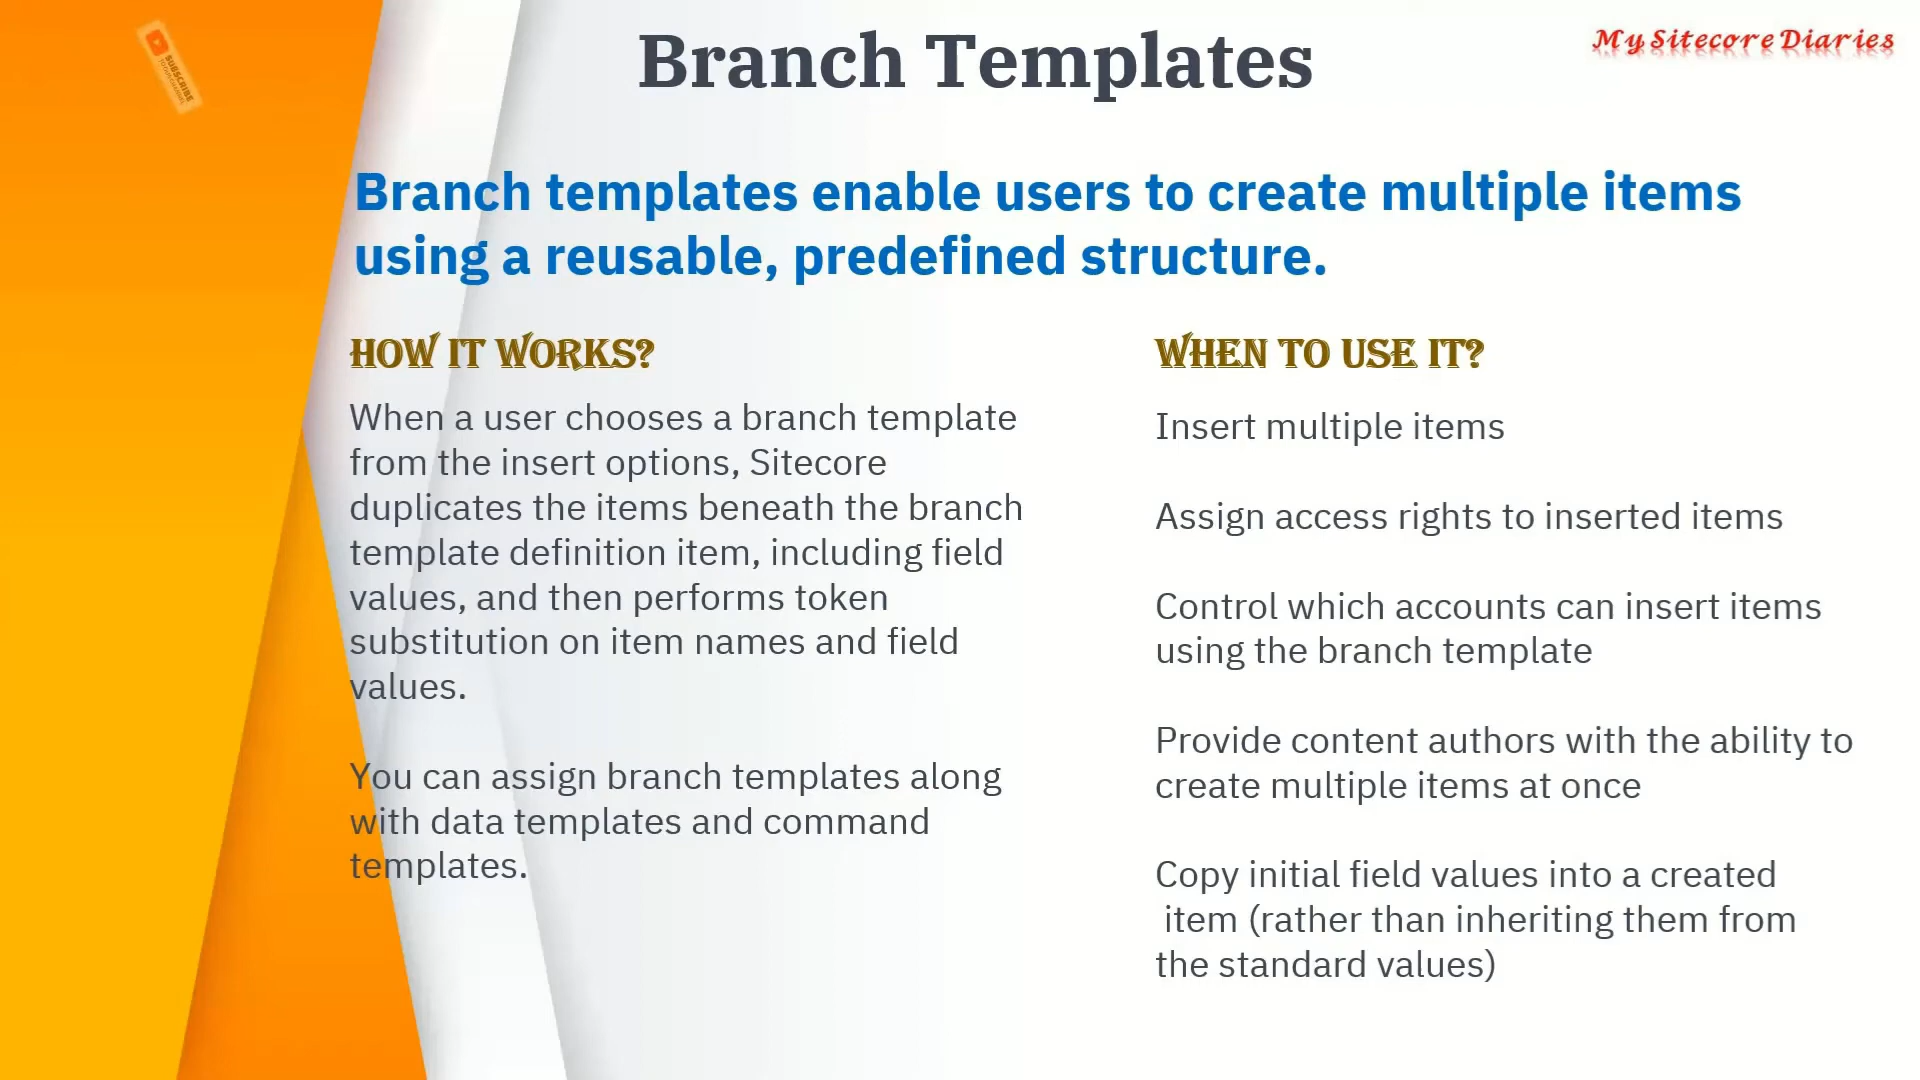 Branch Templates
My Sitecore Diaries
SUBSCRIBE
Branch templates enable users to create multiple items
using a reusable, predefined structure.
HOW IT WORKS?
When a user chooses a branch template
from the insert options, Sitecore
duplicates the items beneath the branch
template definition item, including field
values, and then performs token
substitution on item names and field
values.
You can assign branch templates along
with data templates and command
templates.
WHEN TO USE IT?
Insert multiple items
Assign access rights to inserted items
Control which accounts can insert items
using the branch template
Provide content authors with the ability to
create multiple items at once
Copy initial field values into a created
item (rather than inheriting them from
the standard values)